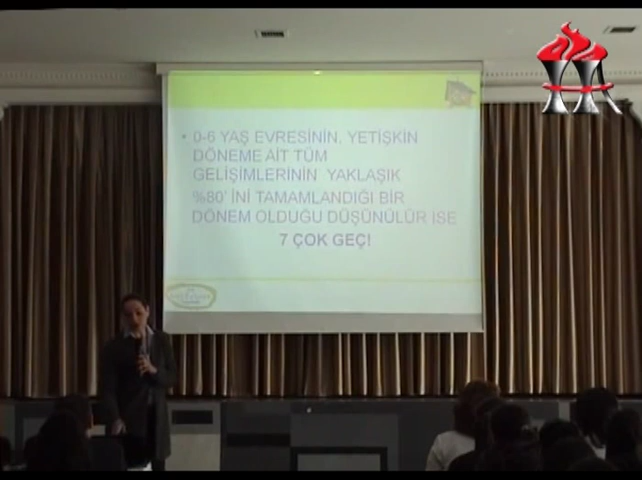 • 0-6 YAŞ EVRESİNİN, YETİŞKİN
DÖNEME AİT TÜM
GELİŞİMLERİNİN YAKLAŞIK
%80' İNİ TAMAMLANDIĞI BİR
DÖNEM OLDUĞU DÜŞÜNÜLÜR İSE
7 ÇOK GEÇ!